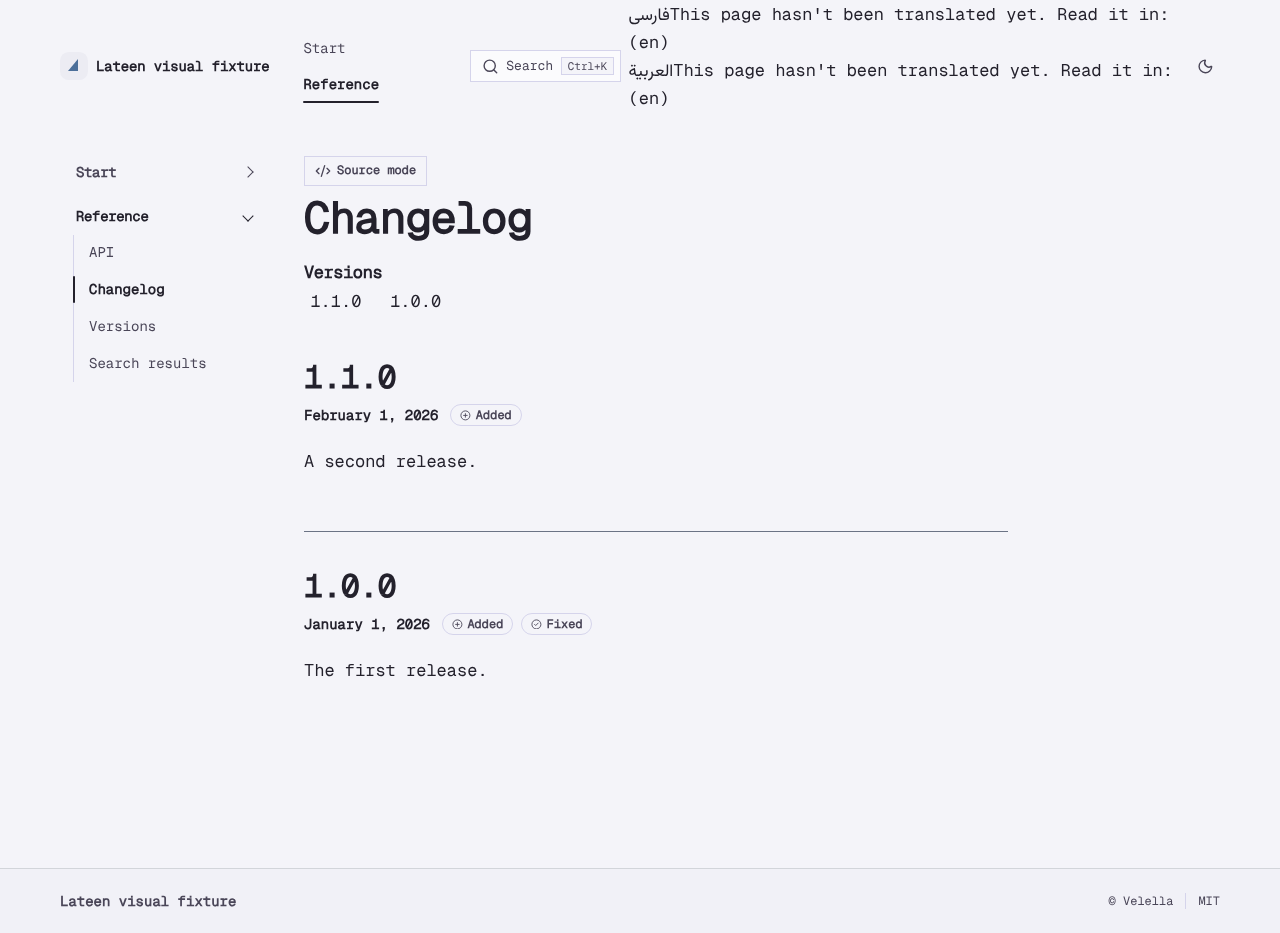 Lateen visual fixture
Start
Reference
Search Ctrl+K
فارسیThis page hasn't been translated yet. Read it in:
(en)
العربيةThis page hasn't been translated yet. Read it in:
(en)
Start
Reference
API
Changelog
Versions
Search results
Source mode
Changelog
Versions
1.1.0 1.0.0
1.1.0
February 1, 2026 Added
A second release.
1.0.0
January 1, 2026 Added Fixed
The first release.
Lateen visual fixture
© Velella MIT